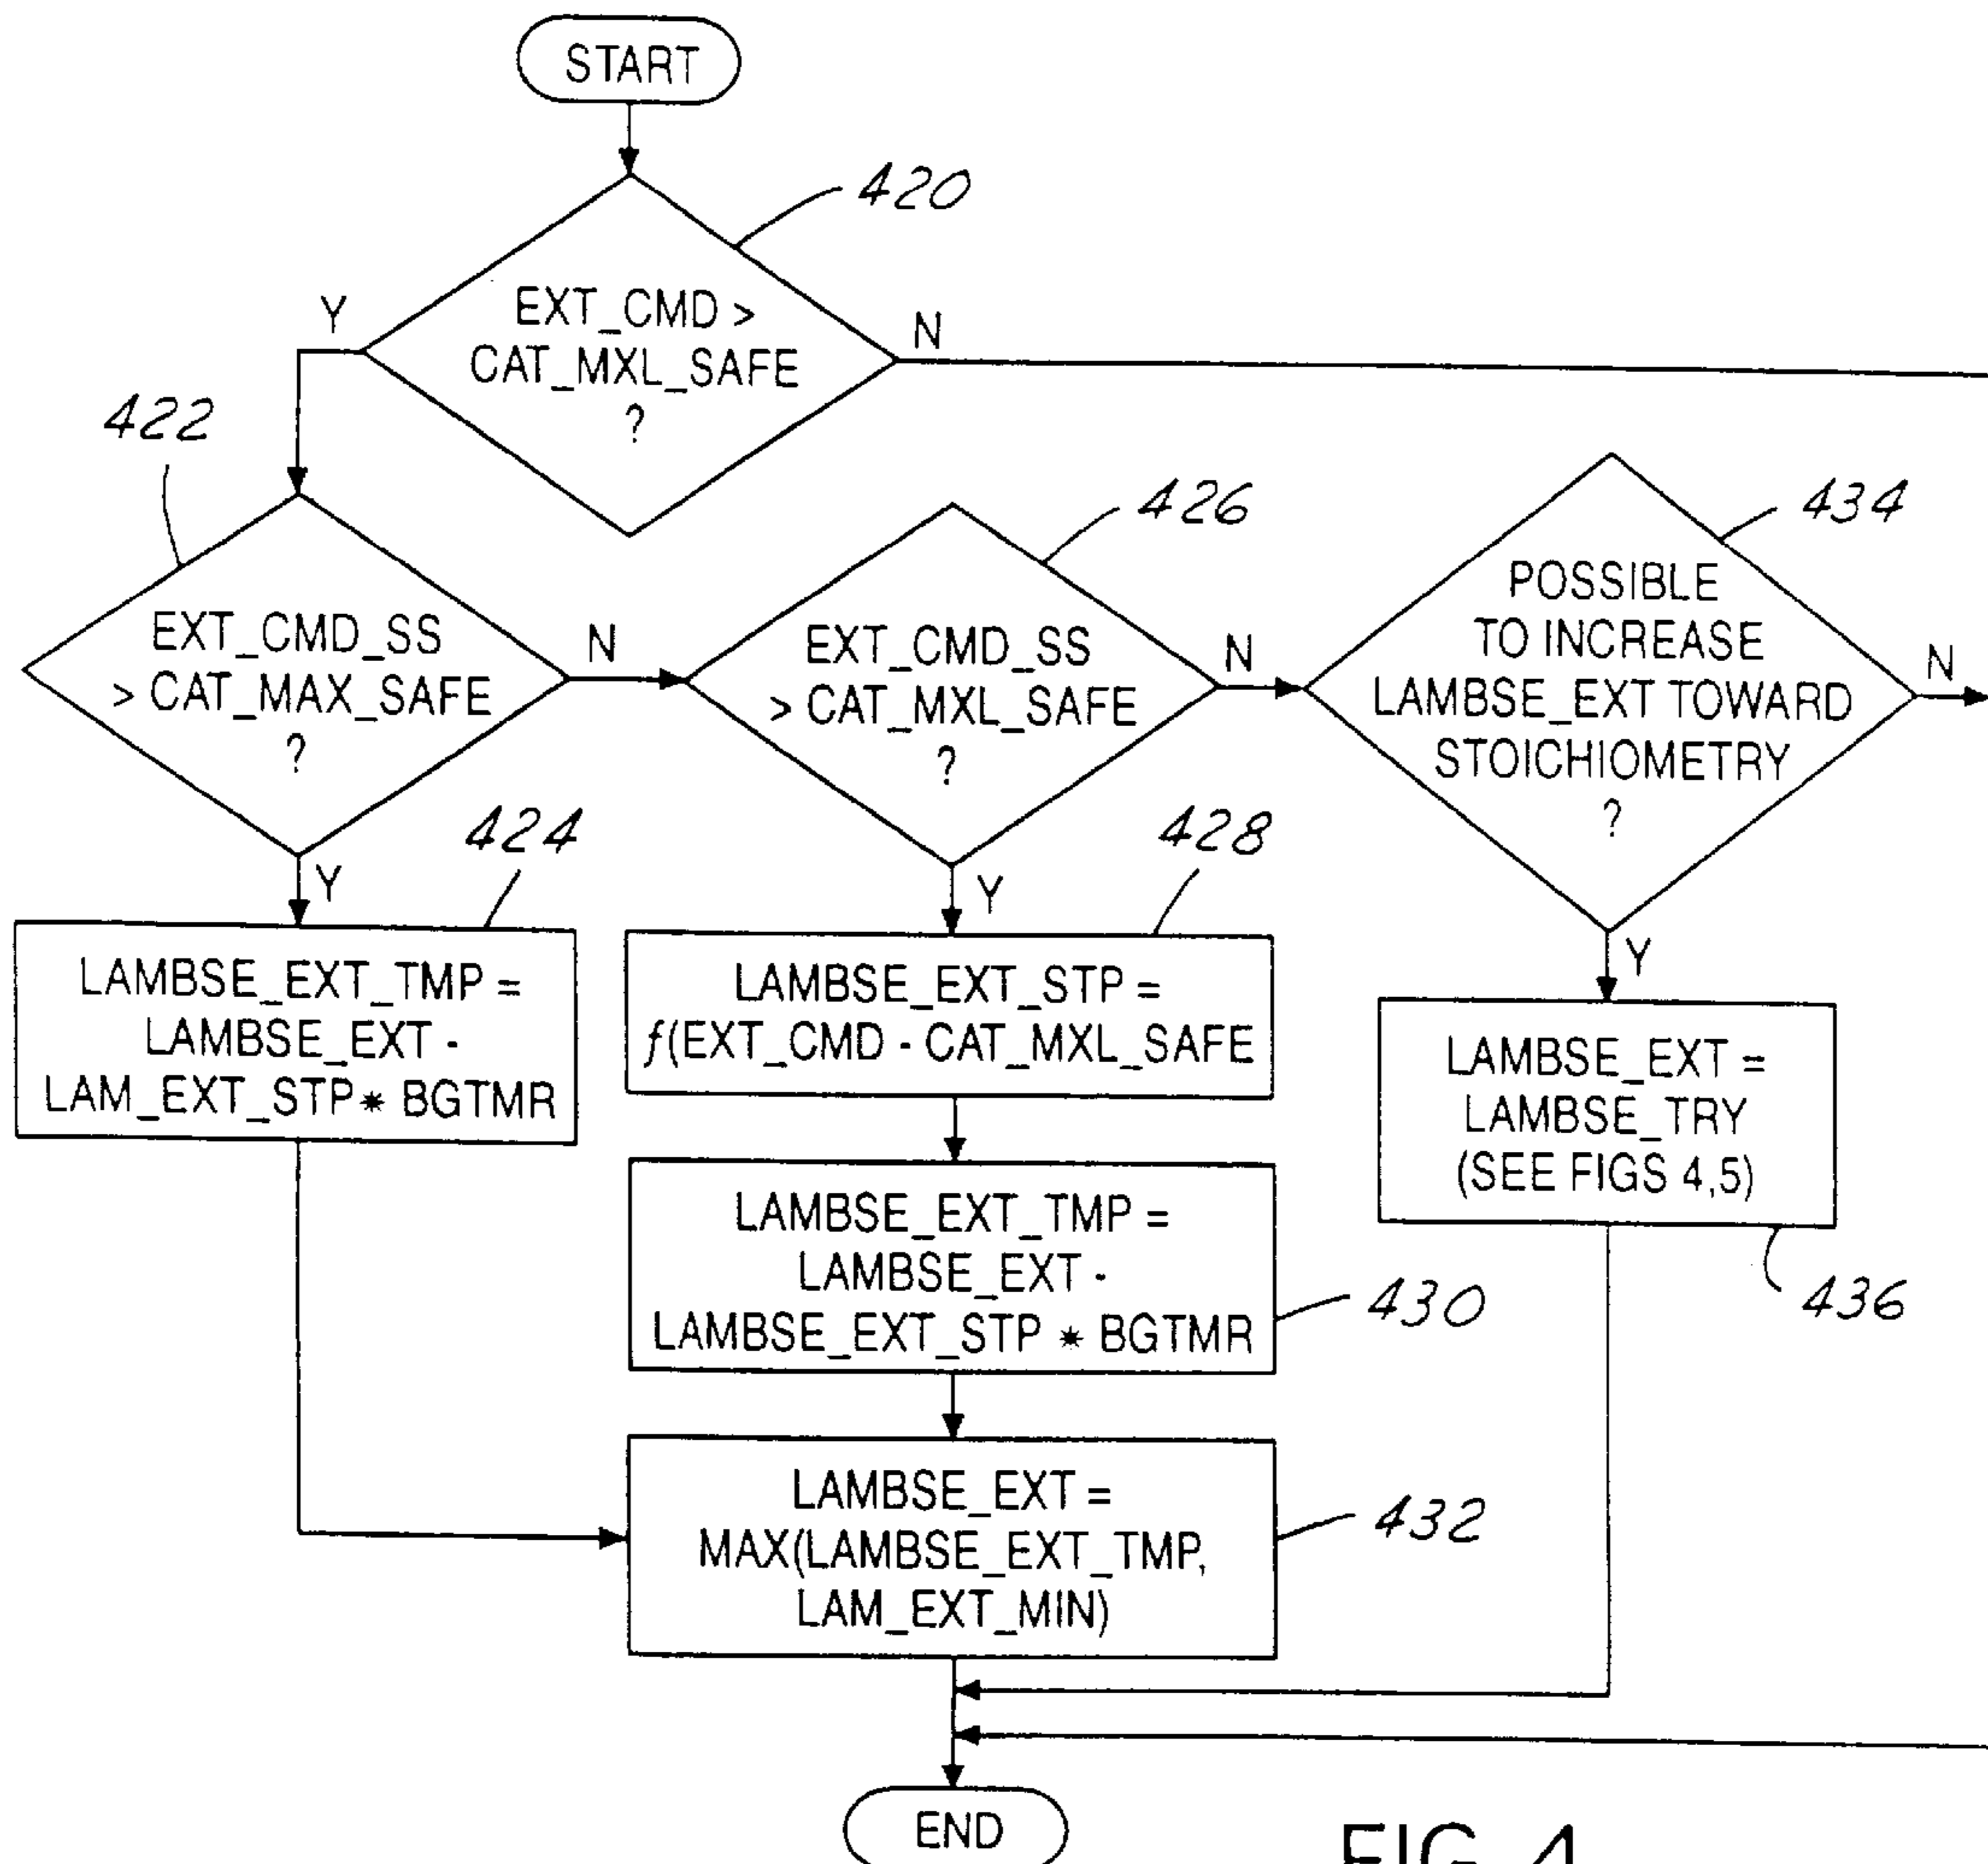 START
420
EXT_CMD >
CAT_MXL_SAFE
?
Y
N
422
EXT_CMD_SS
> CAT_MAX_SAFE
?
N
Y
426
EXT_CMD_SS
> CAT_MXL_SAFE
?
N
Y
434
POSSIBLE
TO INCREASE
LAMBSE_EXT TOWARD
STOICHIOMETRY
?
N
Y
424
LAMBSE_EXT_TMP =
LAMBSE_EXT -
LAM_EXT_STP* BGTMR
428
LAMBSE_EXT_STP =
f(EXT_CMD - CAT_MXL_SAFE
LAMBSE_EXT =
LAMBSE_TRY
(SEE FIGS 4,5)
436
LAMBSE_EXT_TMP =
LAMBSE_EXT -
LAMBSE_EXT_STP * BGTMR
430
LAMBSE_EXT =
MAX(LAMBSE_EXT_TMP,
LAM_EXT_MIN)
432
END
FIG. 4